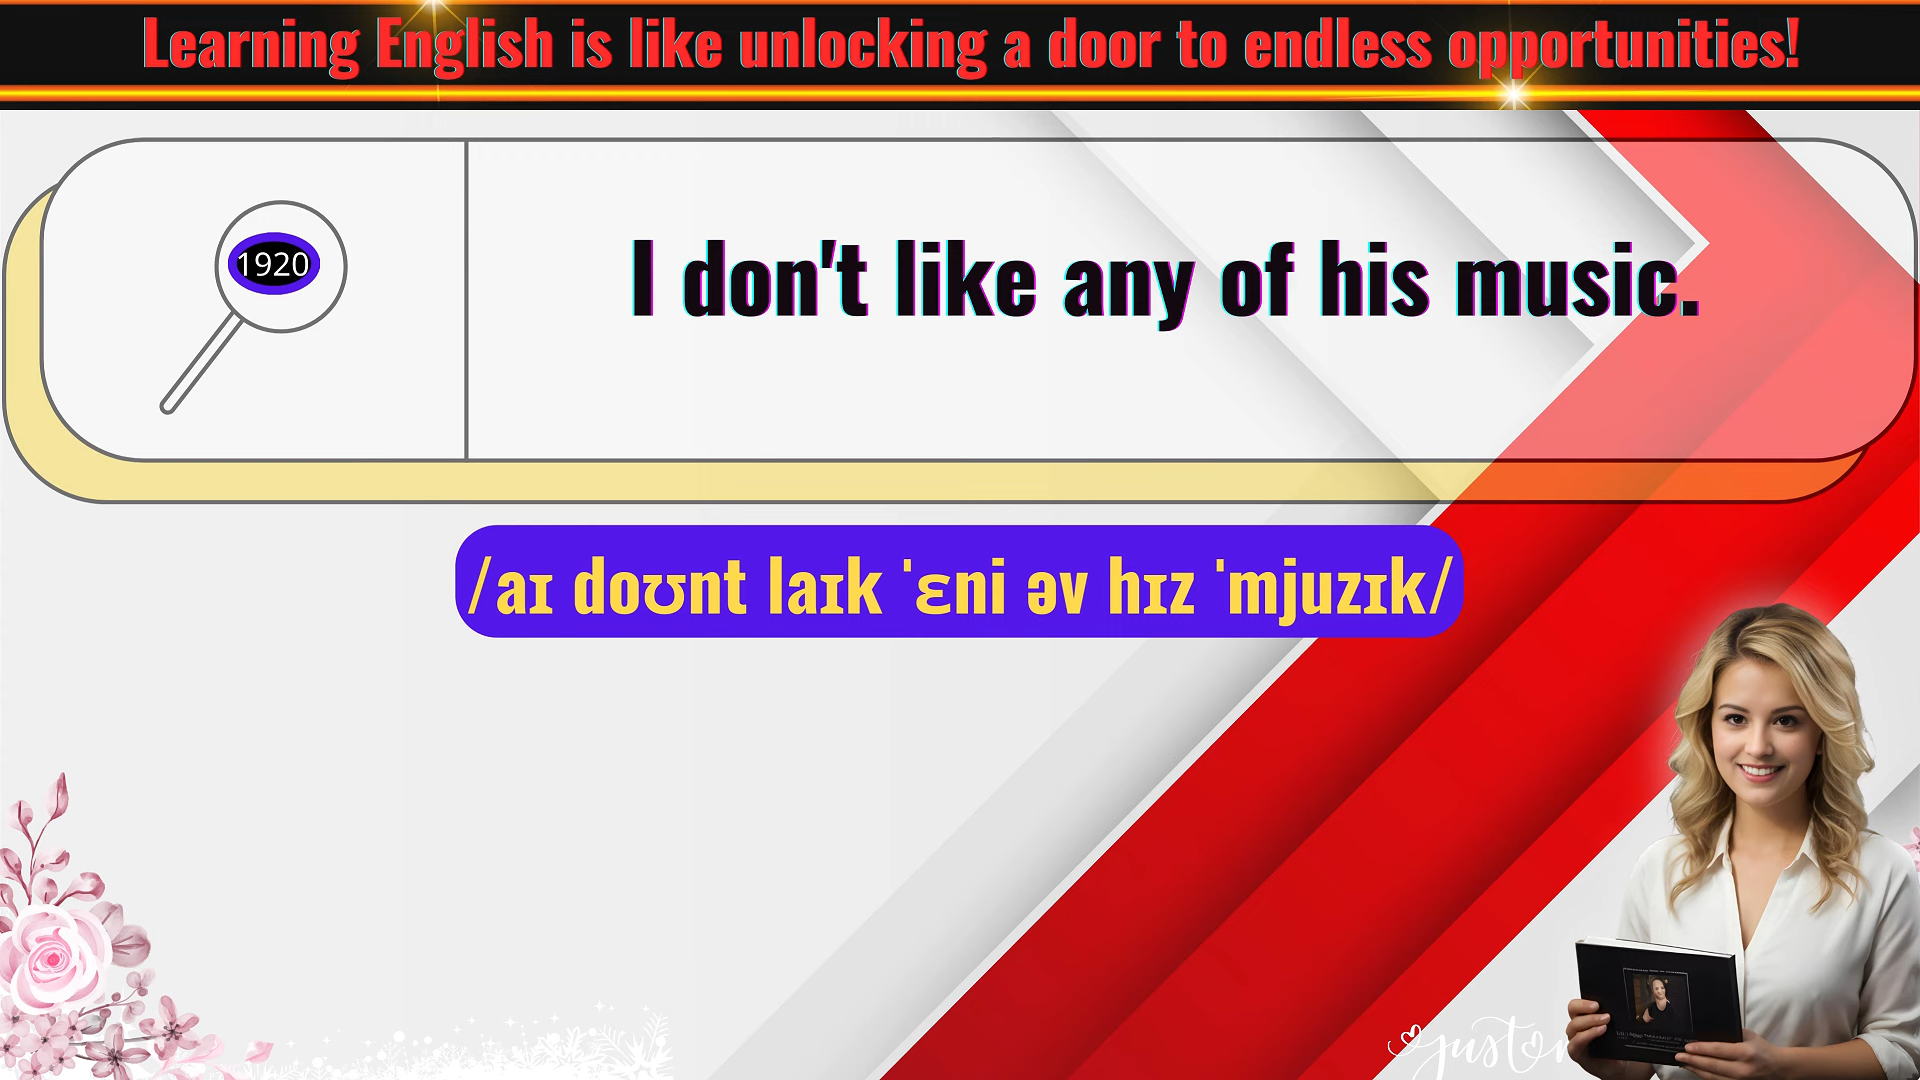 Learning English is like unlocking a door to endless opportunities!
1920
I don't like any of his music.
/aɪ doʊnt laɪk ˈɛni əv hɪz ˈmjuzɪk/